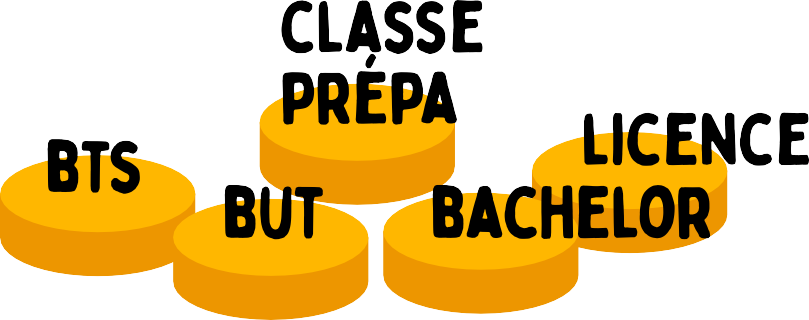 CLASSE
PRÉPA
LICENCE
BTS
BUT
BACHELOR